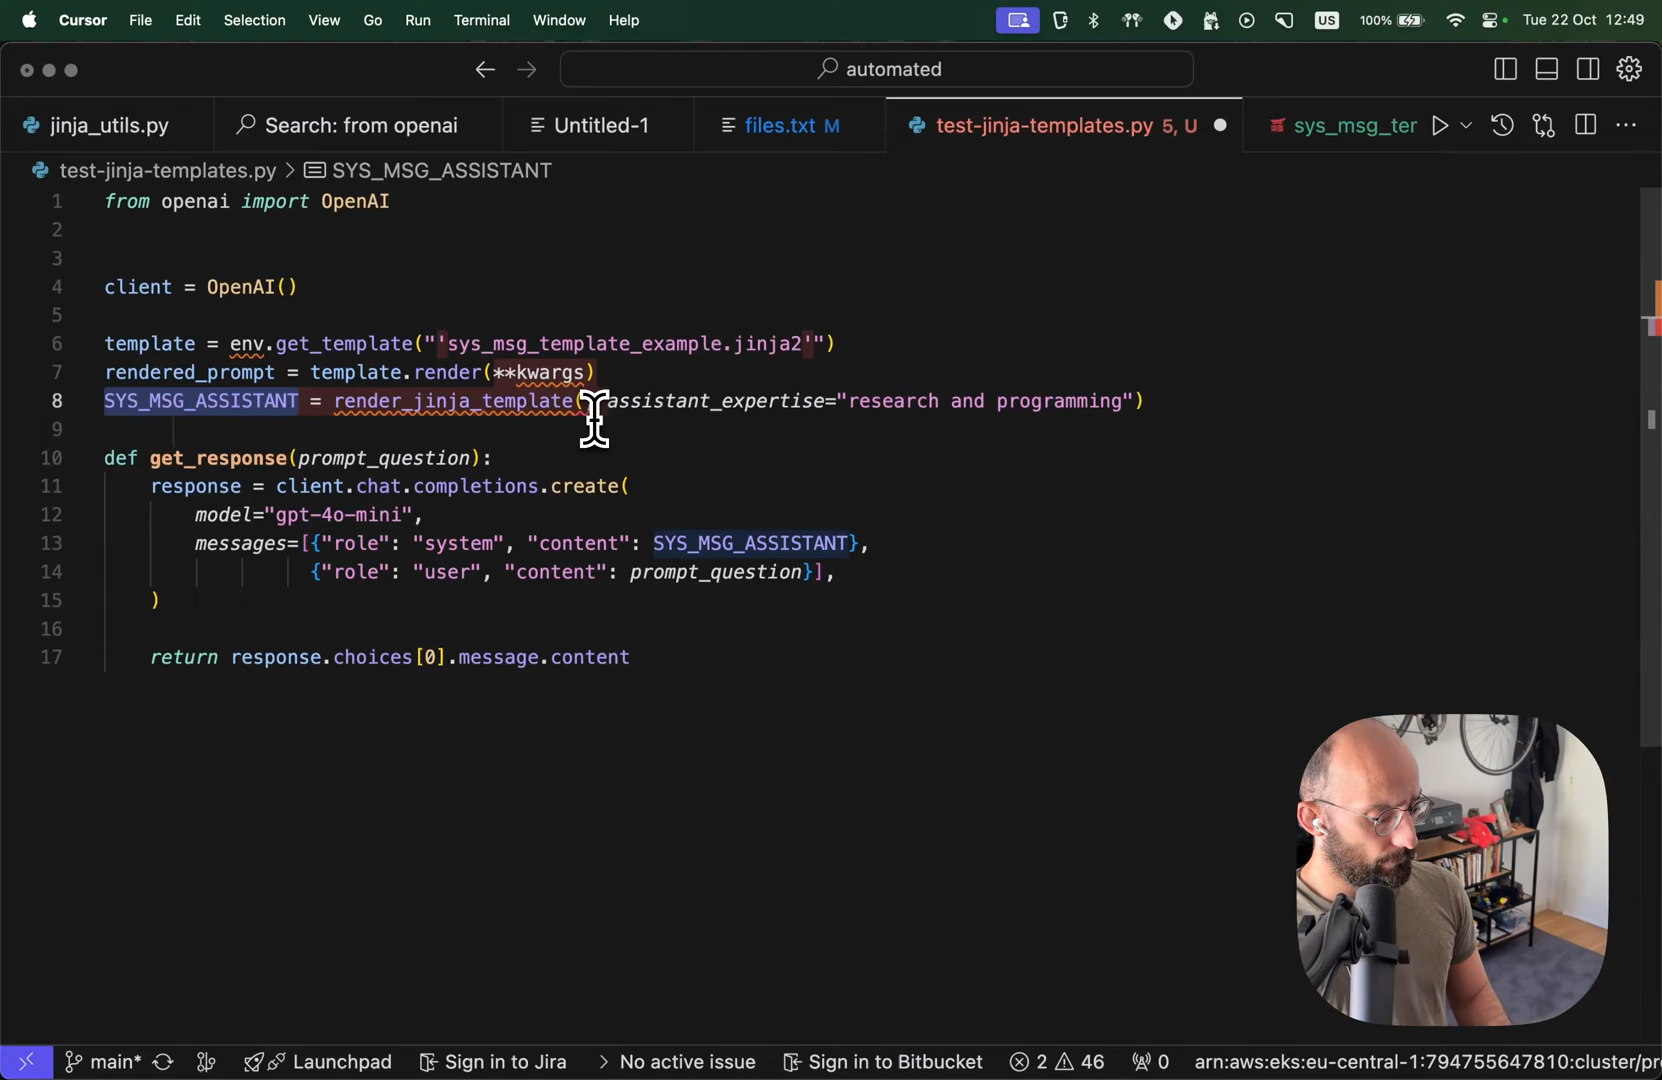 Cursor File Edit Selection View Go Run Terminal Window Help US 100% Tue 22 Oct 12:49
automated
jinja_utils.py Search: from openai Untitled-1 files.txt M test-jinja-templates.py 5, U sys_msg_ter
test-jinja-templates.py > SYS_MSG_ASSISTANT
1 from openai import OpenAI
2
3
4 client = OpenAI()
5
6 template = env.get_template("'sys_msg_template_example.jinja2'")
7 rendered_prompt = template.render(**kwargs)
8 SYS_MSG_ASSISTANT = render_jinja_template(, assistant_expertise="research and programming")
9
10 def get_response(prompt_question):
11 response = client.chat.completions.create(
12 model="gpt-4o-mini",
13 messages=[{"role": "system", "content": SYS_MSG_ASSISTANT},
14 {"role": "user", "content": prompt_question}],
15 )
16
17 return response.choices[0].message.content
main* Launchpad Sign in to Jira No active issue Sign in to Bitbucket 2 46 0 arn:aws:eks:eu-central-1:794755647810:cluster/pr